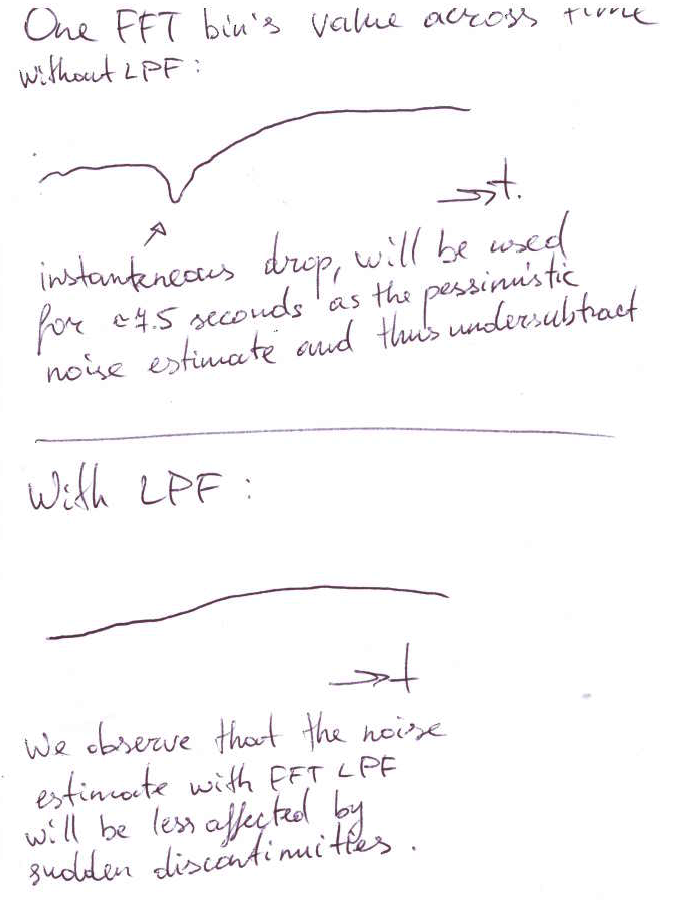 One FFT bin's value across time
without LPF:
→t.
instantaneous drop, will be used
for ≈7.5 seconds as the pessimistic
noise estimate and thus undersubtract
With LPF:
→t
We observe that the noise
estimate with FFT LPF
will be less affected by
sudden discontinuities.